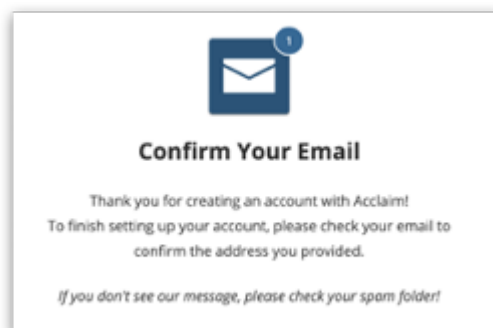 1
Confirm Your Email
Thank you for creating an account with Acclaim!
To finish setting up your account, please check your email to
confirm the address you provided.
If you don't see our message, please check your spam folder!